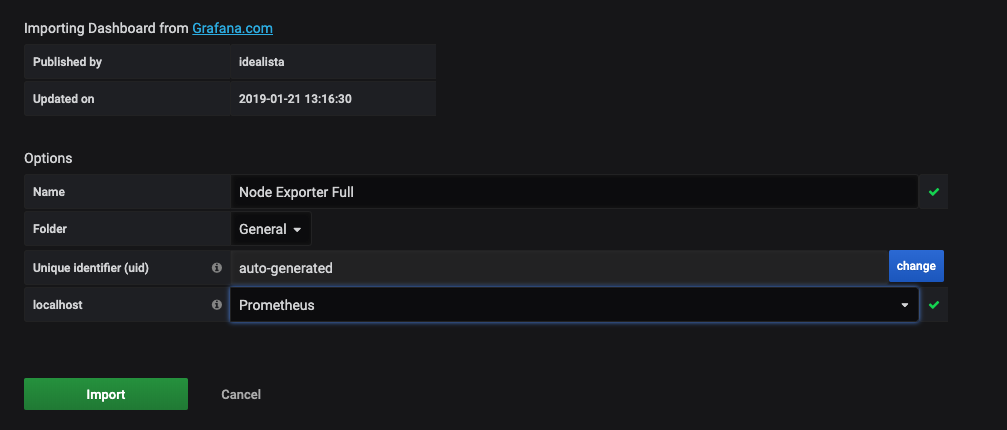 Importing Dashboard from Grafana.com
Published by idealista
Updated on 2019-01-21 13:16:30
Options
Name Node Exporter Full
Folder General
Unique identifier (uid) auto-generated change
localhost Prometheus
Import Cancel